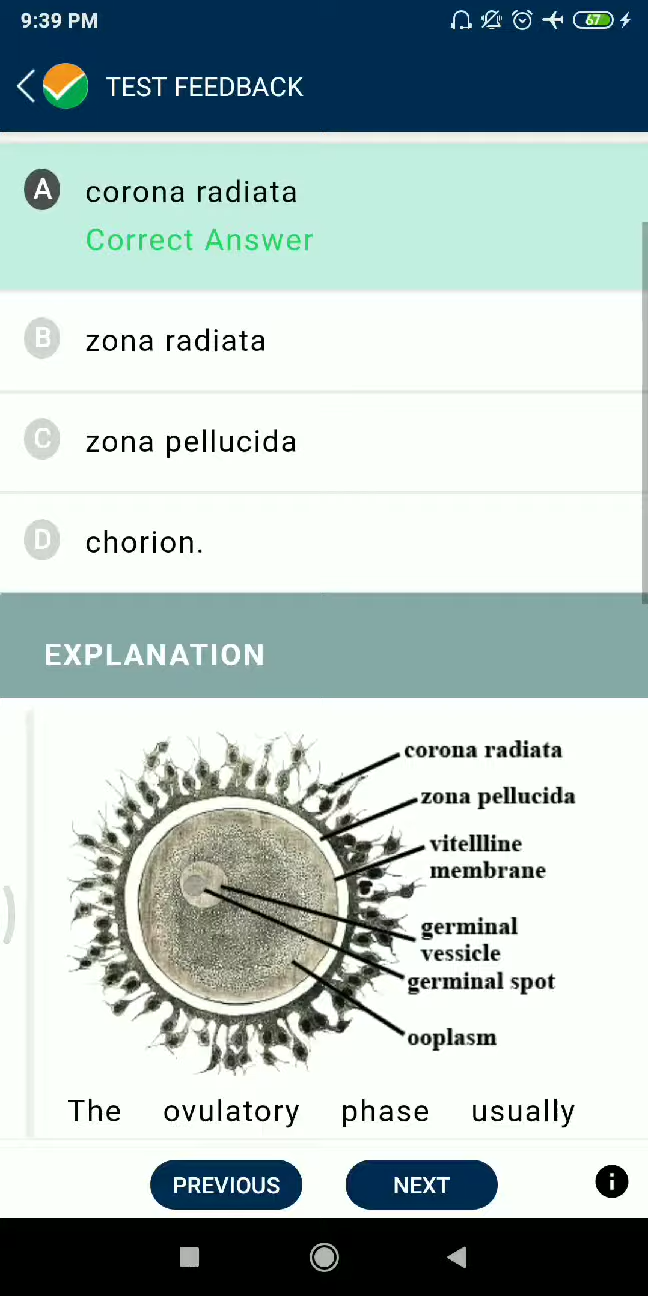 9:39 PM
67
TEST FEEDBACK
A corona radiata
Correct Answer
B zona radiata
C zona pellucida
D chorion.
EXPLANATION
corona radiata
zona pellucida
vitellline
membrane
germinal
vessicle
germinal spot
ooplasm
The ovulatory phase usually
PREVIOUS NEXT